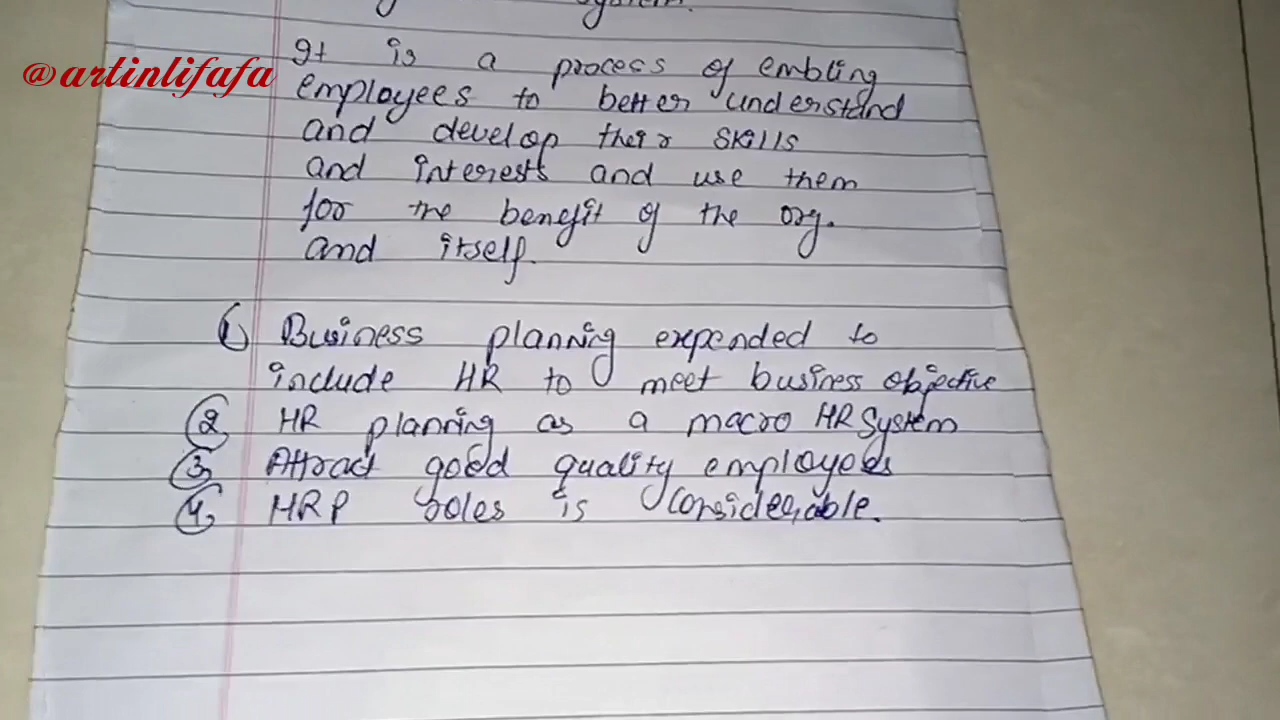 system.
It is a process of embling
@artinlifafa
employees to better understand
and develop their skills
and interests and use them
for the benefit of the org.
and itself.
1. Business planning expended to
include HR to meet business objective
2. HR planning as a macro HR System
3. Attract good quality employees
4. HRP roles is considerable.